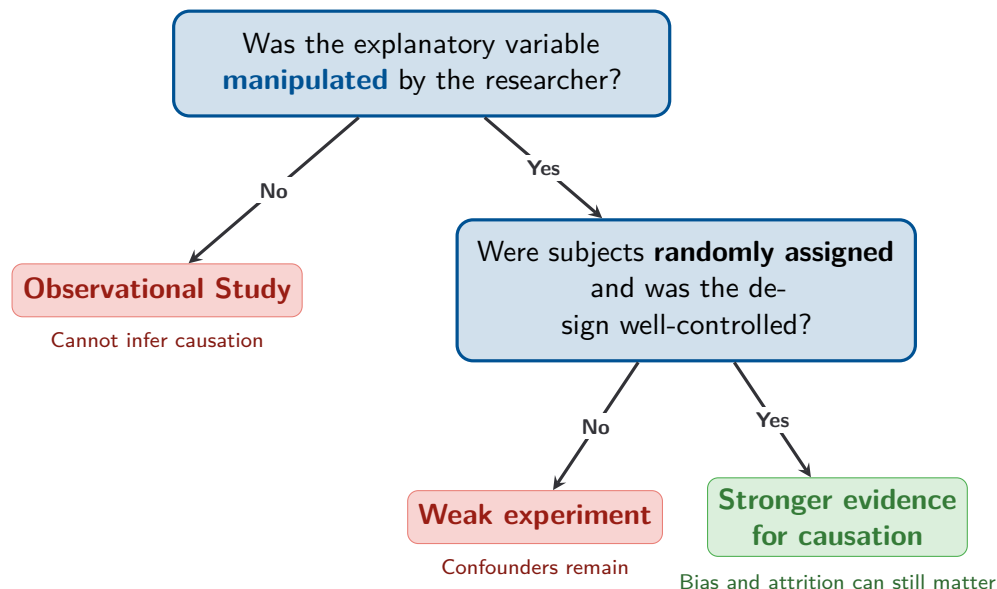 Was the explanatory variable
manipulated by the researcher?
No
Yes
Observational Study
Cannot infer causation
Were subjects randomly assigned
and was the de-
sign well-controlled?
No
Yes
Weak experiment
Confounders remain
Stronger evidence
for causation
Bias and attrition can still matter